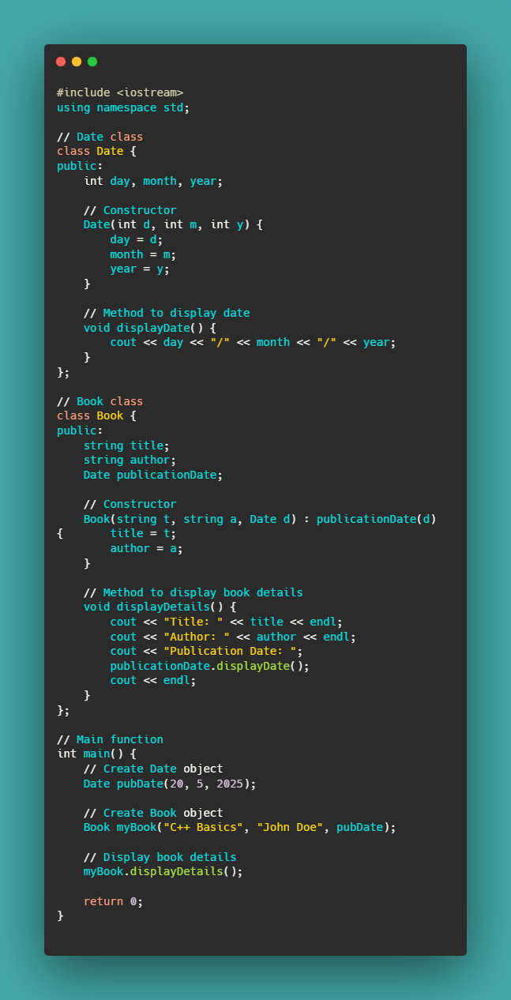 #include <iostream>
using namespace std;

// Date class
class Date {
public:
    int day, month, year;

    // Constructor
    Date(int d, int m, int y) {
        day = d;
        month = m;
        year = y;
    }

    // Method to display date
    void displayDate() {
        cout << day << "/" << month << "/" << year;
    }
};

// Book class
class Book {
public:
    string title;
    string author;
    Date publicationDate;

    // Constructor
    Book(string t, string a, Date d) : publicationDate(d)
{       title = t;
        author = a;
    }

    // Method to display book details
    void displayDetails() {
        cout << "Title: " << title << endl;
        cout << "Author: " << author << endl;
        cout << "Publication Date: ";
        publicationDate.displayDate();
        cout << endl;
    }
};

// Main function
int main() {
    // Create Date object
    Date pubDate(20, 5, 2025);

    // Create Book object
    Book myBook("C++ Basics", "John Doe", pubDate);

    // Display book details
    myBook.displayDetails();

    return 0;
}